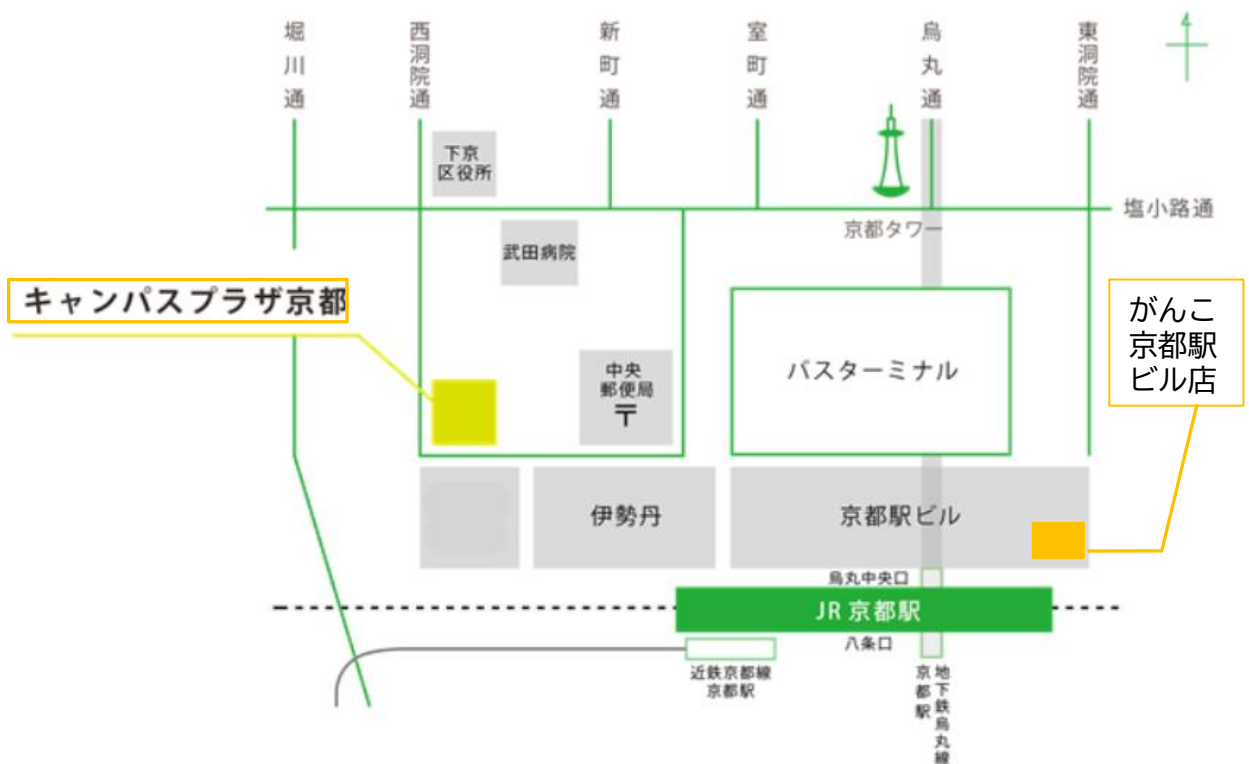 堀川通
西洞院通
新町通
室町通
烏丸通
東洞院通
4
下京
区役所
塩小路通
京都タワー
武田病院
キャンパスプラザ京都
がんこ
京都駅
ビル店
中央
郵便局
〒
バスターミナル
伊勢丹
京都駅ビル
烏丸中央口
JR 京都駅
八条口
近鉄京都線
京都駅
地下鉄烏丸線
京都駅